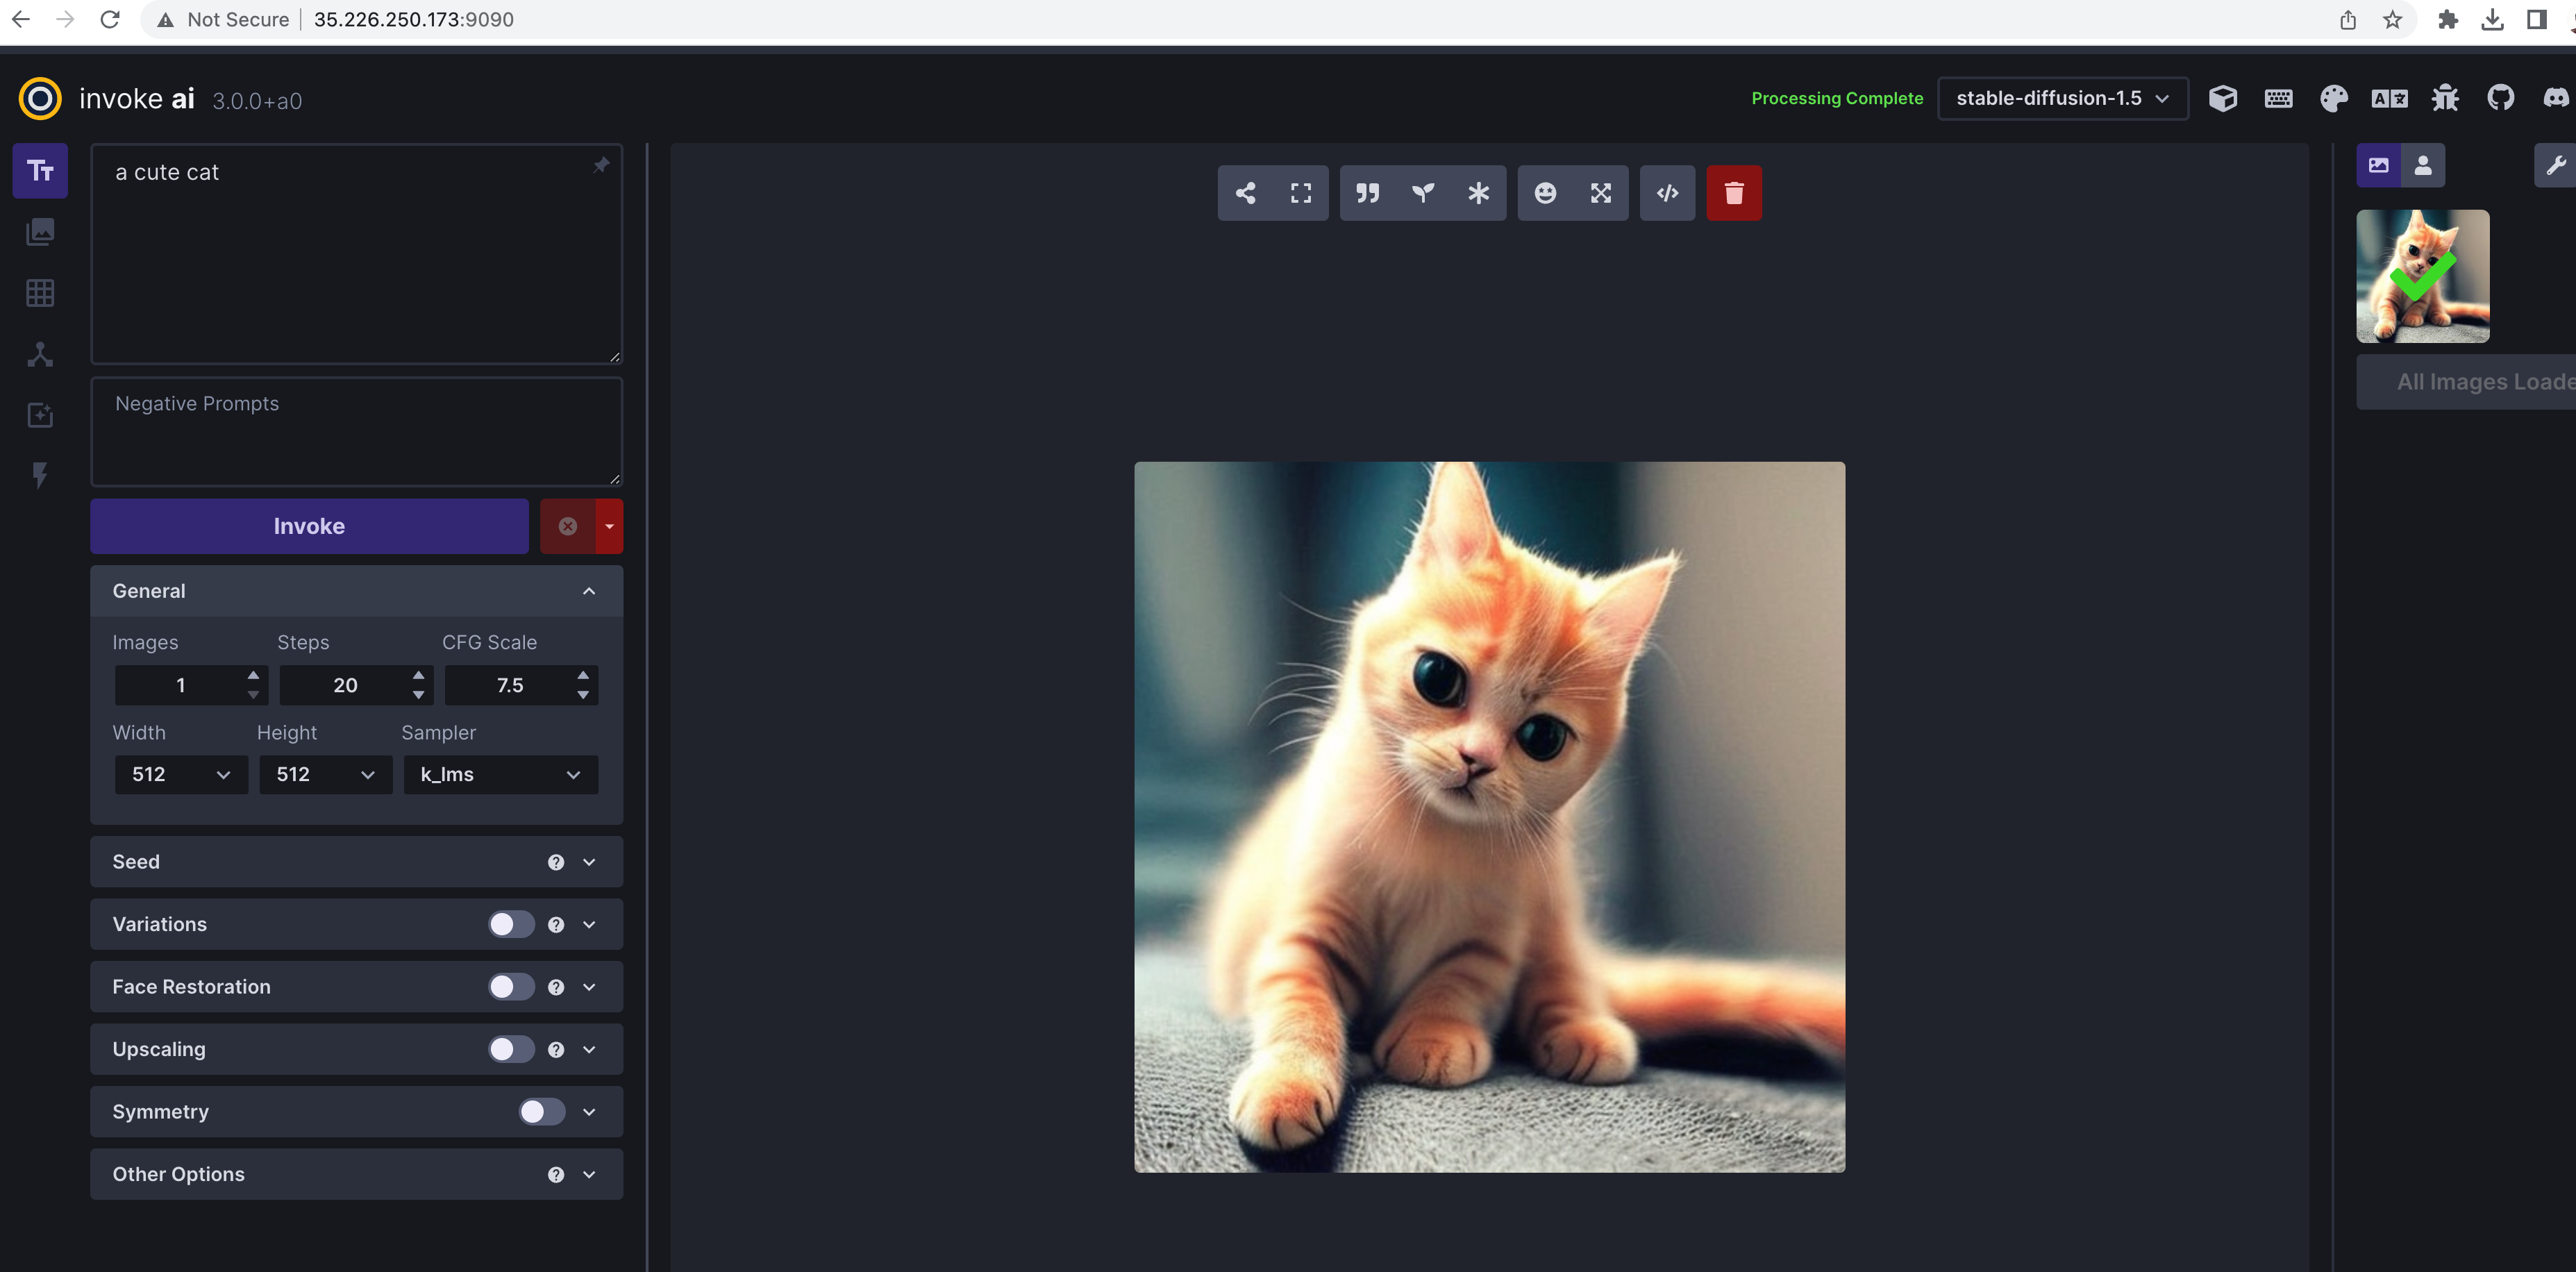 Not Secure 35.226.250.173:9090
invoke ai 3.0.0+a0
Processing Complete
stable-diffusion-1.5
a cute cat
Negative Prompts
Invoke
General
Images Steps CFG Scale
1 20 7.5
Width Height Sampler
512 512 k_lms
Seed
Variations
Face Restoration
Upscaling
Symmetry
Other Options
All Images Loade